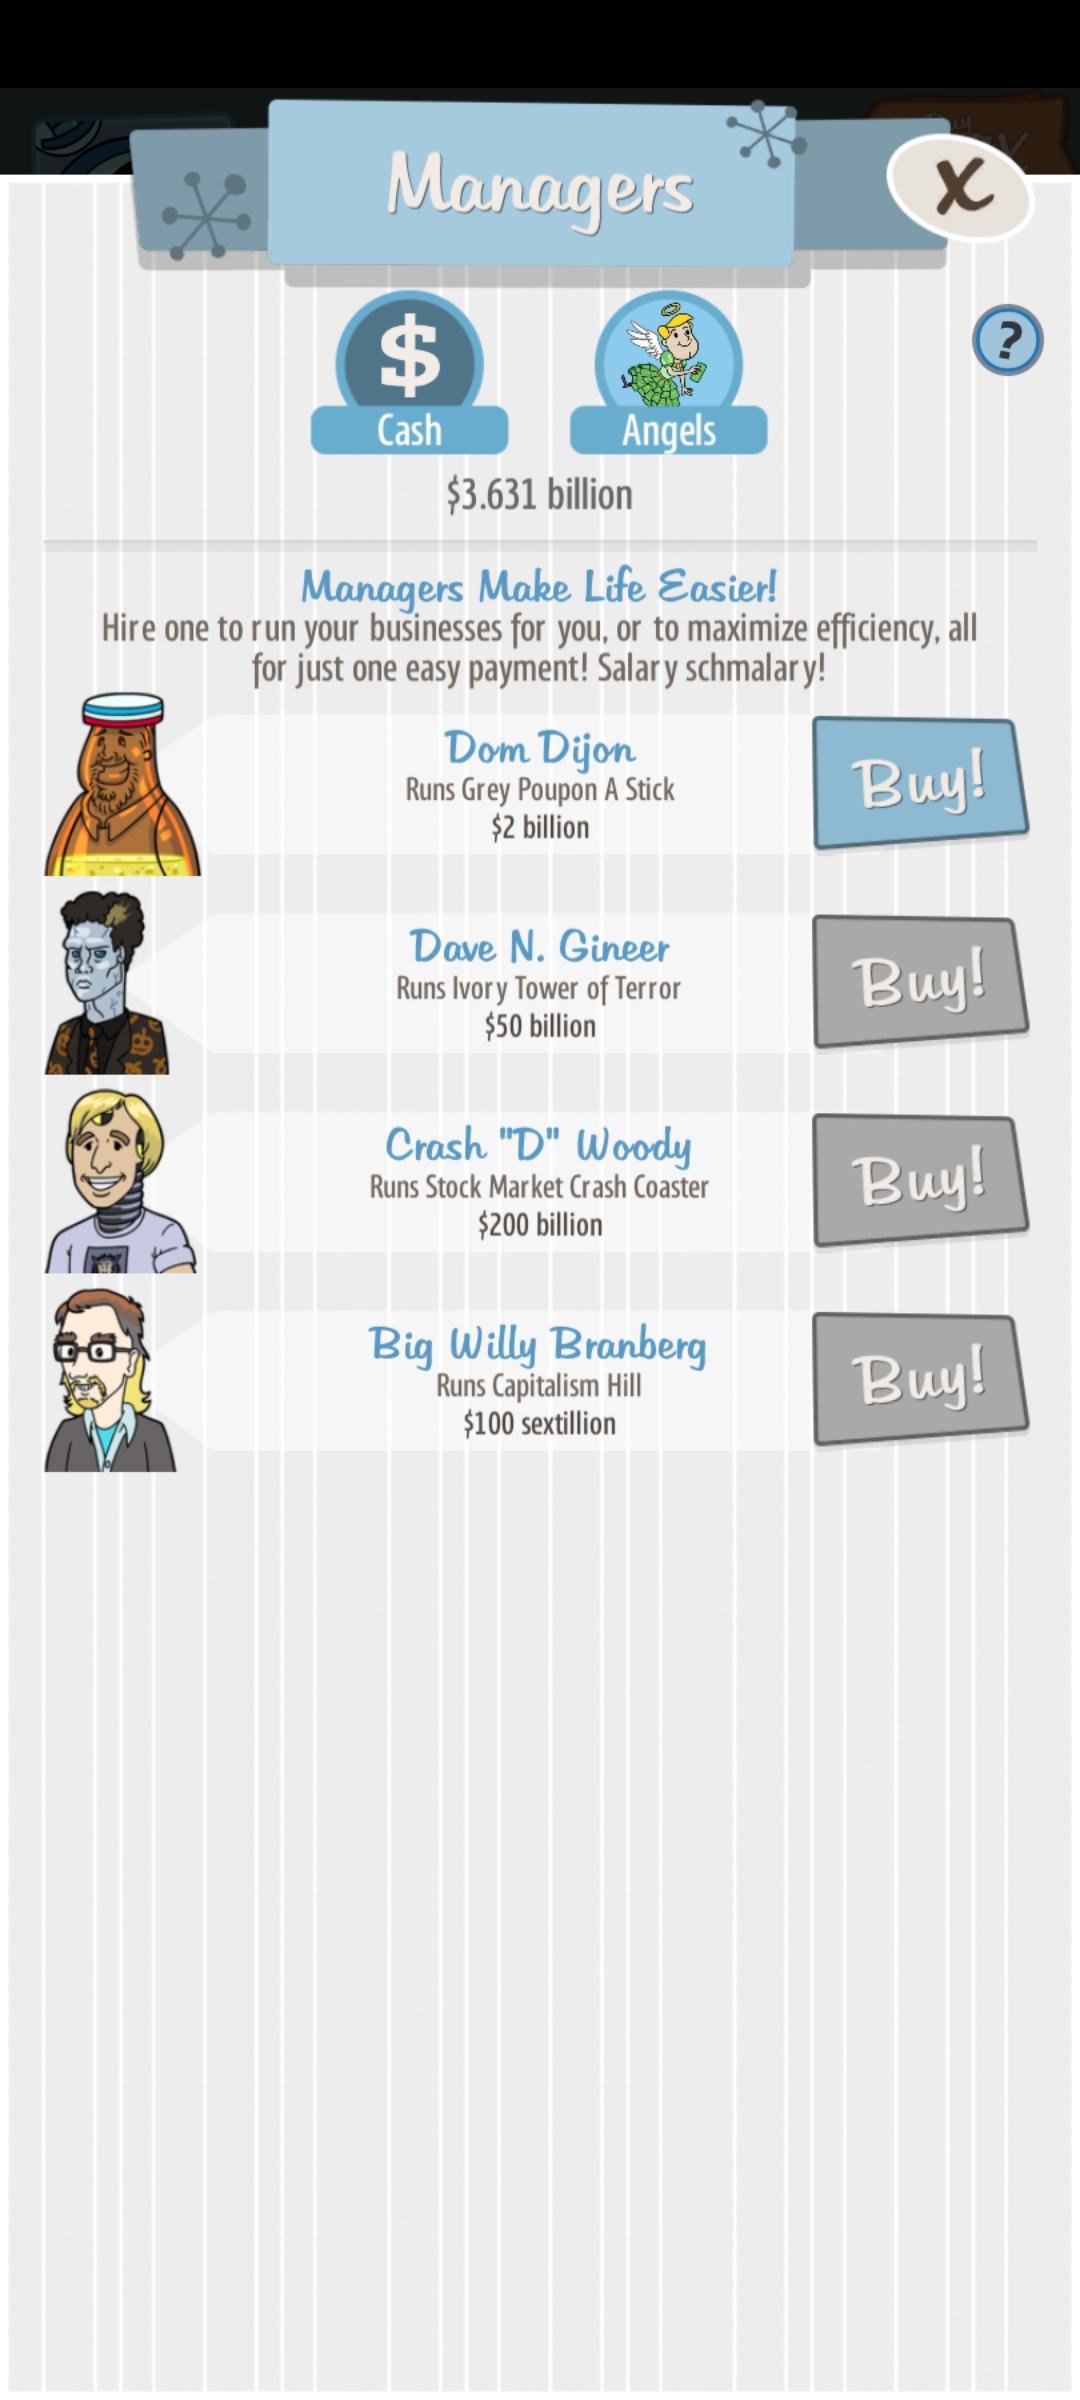 Managers
X
$
?
Cash
Angels
$3.631 billion
Managers Make Life Easier!
Hire one to run your businesses for you, or to maximize efficiency, all
for just one easy payment! Salary schmalary!
Dom Dijon
Runs Grey Poupon A Stick
$2 billion
Buy!
Dave N. Gineer
Runs Ivory Tower of Terror
$50 billion
Buy!
Crash "D" Woody
Runs Stock Market Crash Coaster
$200 billion
Buy!
Big Willy Branberg
Runs Capitalism Hill
$100 sextillion
Buy!